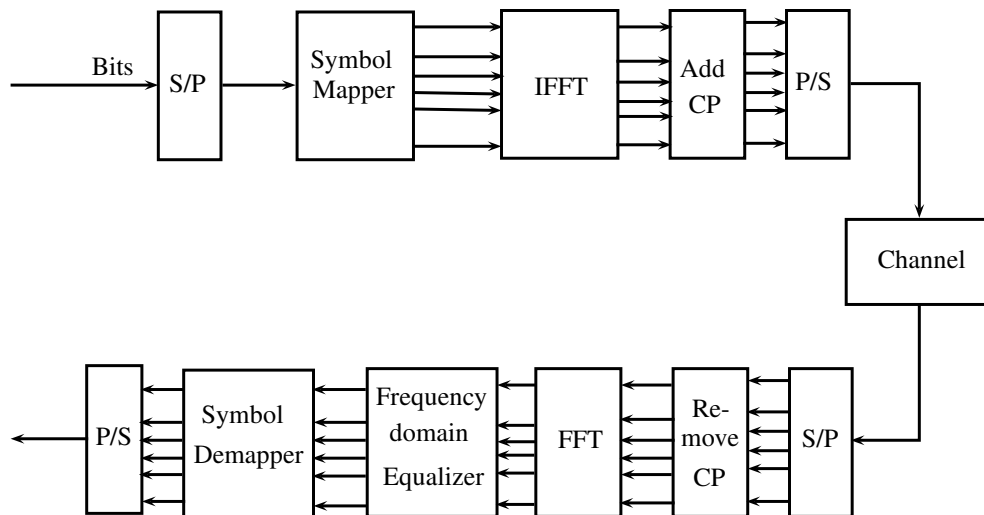 Bits
S/P
Symbol
Mapper
IFFT
Add
CP
P/S
Channel
P/S
Symbol
Demapper
Frequency
domain
Equalizer
FFT
Re-
move
CP
S/P